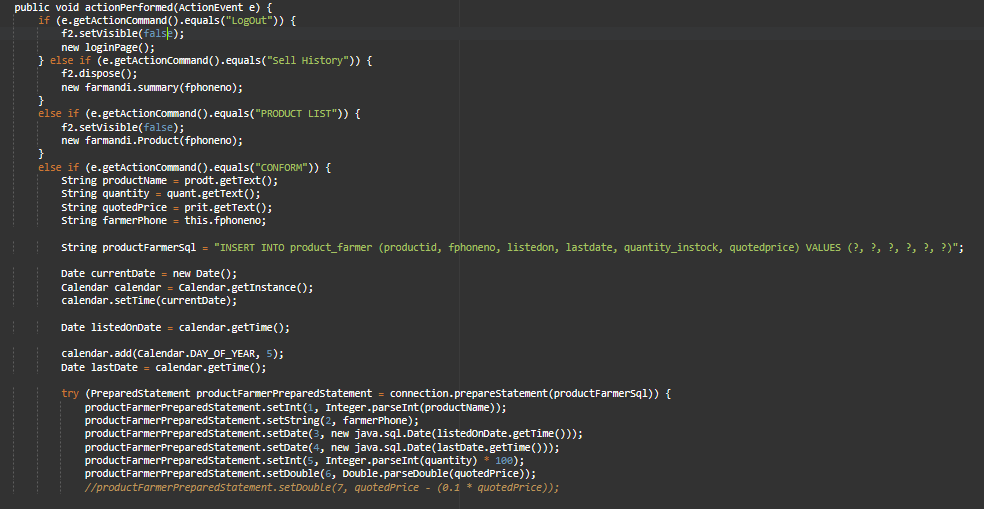 public void actionPerformed(ActionEvent e) {
if (e.getActionCommand().equals("LogOut")) {
f2.setVisible(false);
new loginPage();
} else if (e.getActionCommand().equals("Sell History")) {
f2.dispose();
new farmandi.summary(fphoneno);
}
else if (e.getActionCommand().equals("PRODUCT LIST")) {
f2.setVisible(false);
new farmandi.Product(fphoneno);
}
else if (e.getActionCommand().equals("CONFORM")) {
String productName = prodt.getText();
String quantity = quant.getText();
String quotedPrice = prit.getText();
String farmerPhone = this.fphoneno;
String productFarmerSql = "INSERT INTO product_farmer (productid, fphoneno, listedon, lastdate, quantity_instock, quotedprice) VALUES (?, ?, ?, ?, ?, ?)";
Date currentDate = new Date();
Calendar calendar = Calendar.getInstance();
calendar.setTime(currentDate);
Date listedOnDate = calendar.getTime();
calendar.add(Calendar.DAY_OF_YEAR, 5);
Date lastDate = calendar.getTime();
try (PreparedStatement productFarmerPreparedStatement = connection.prepareStatement(productFarmerSql)) {
productFarmerPreparedStatement.setInt(1, Integer.parseInt(productName));
productFarmerPreparedStatement.setString(2, farmerPhone);
productFarmerPreparedStatement.setDate(3, new java.sql.Date(listedOnDate.getTime()));
productFarmerPreparedStatement.setDate(4, new java.sql.Date(lastDate.getTime()));
productFarmerPreparedStatement.setInt(5, Integer.parseInt(quantity) * 100);
productFarmerPreparedStatement.setDouble(6, Double.parseDouble(quotedPrice));
//productFarmerPreparedStatement.setDouble(7, quotedPrice - (0.1 * quotedPrice));